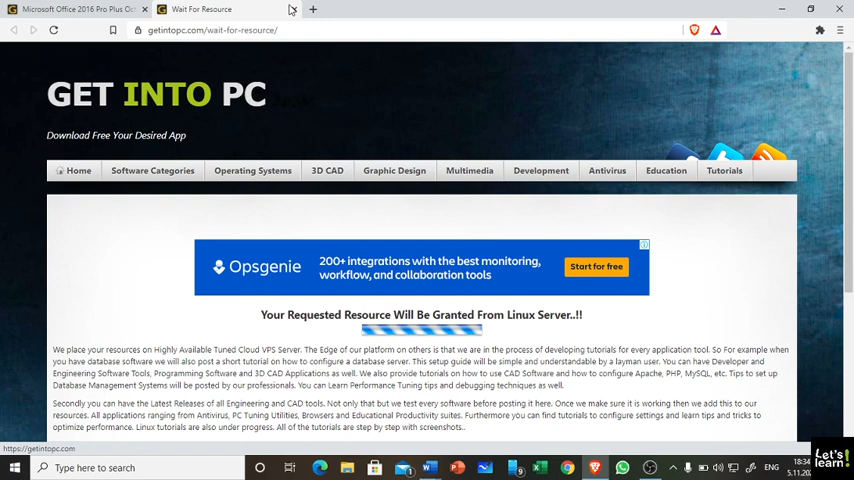 Microsoft Office 2016 Pro Plus Oct
Wait For Resource
getintopc.com/wait-for-resource/
GET INTO PC
Download Free Your Desired App
Home Software Categories Operating Systems 3D CAD Graphic Design Multimedia Development Antivirus Education Tutorials
Opsgenie
200+ integrations with the best monitoring,
workflow, and collaboration tools
Start for free
Your Requested Resource Will Be Granted From Linux Server..!!
We place your resources on Highly Available Tuned Cloud VPS Server. The Edge of our platform on others is that we are in the process of developing tutorials for every application tool. So For example when
you have database software we will also post a short tutorial on how to configure a database server. This setup guide will be simple and understandable by a layman user. You can have Developer and
Engineering Software Tools, Programming Software and 3D CAD Applications as well. We also provide tutorials on how to use CAD Software and how to configure Apache, PHP, MySQL, etc. Tips to set up
Database Management Systems will be posted by our professionals. You can Learn Performance Tuning tips and debugging techniques as well.
Secondly you can have the Latest Releases of all Engineering and CAD tools. Not only that but we test every software before posting it here. Once we make sure it is working then we add this to our
resources. All applications ranging from Antivirus, PC Tuning Utilities, Browsers and Educational Productivity suites. Furthermore you can find tutorials to configure settings and learn tips and tricks to
optimize performance. Linux tutorials are also under progress. All of the tutorials are step by step with screenshots..
https://getintopc.com
Type here to search
ENG
18:34
5.11.20
Let's
learn!